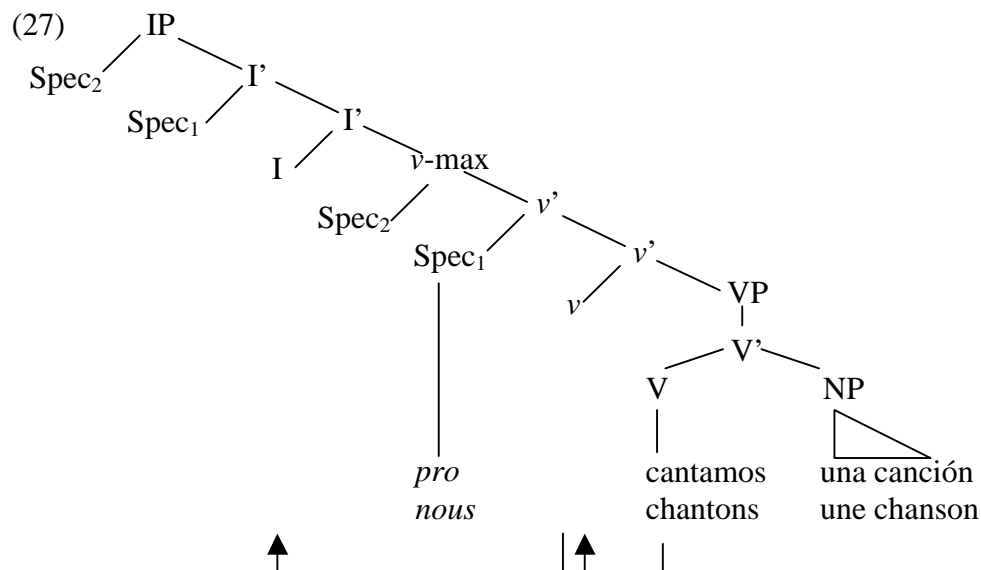 (27) IP
Spec₂ I’
Spec₁ I’
I v-max
Spec₂ v’
Spec₁ v’
v VP
V’
V NP
pro cantamos una canción
nous chantons une chanson